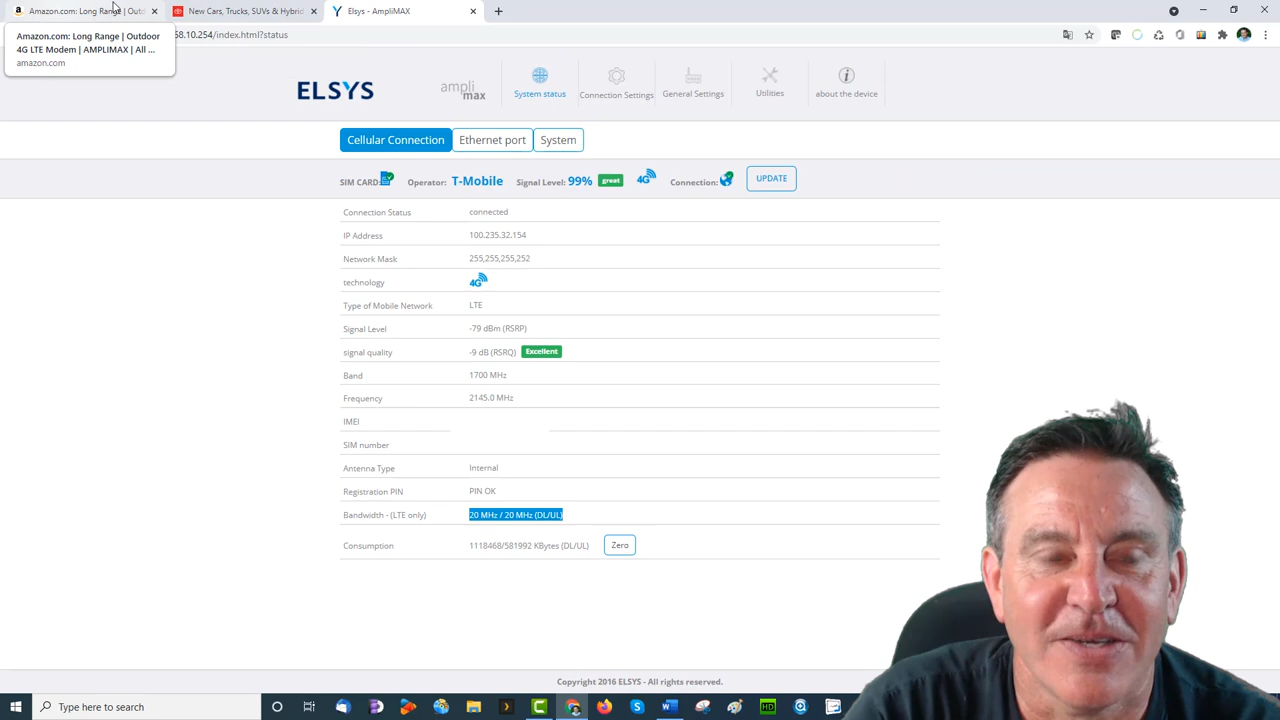 Amazon.com: Long Range | Outd
New Cars, Trucks, SUVs & Hybrid
Elsys - AmpliMAX
58.10.254/index.html?status
Amazon.com: Long Range | Outdoor
4G LTE Modem | AMPLIMAX | All ...
amazon.com
ELSYS
ampli max
System status
Connection Settings
General Settings
Utilities
about the device
Cellular Connection
Ethernet port
System
SIM CARD:
Operator: T-Mobile
Signal Level: 99% great
4G
Connection:
UPDATE
Connection Status connected
IP Address 100.235.32.154
Network Mask 255,255,255,252
technology 4G
Type of Mobile Network LTE
Signal Level -79 dBm (RSRP)
signal quality -9 dB (RSRQ) Excellent
Band 1700 MHz
Frequency 2145.0 MHz
IMEI
SIM number
Antenna Type Internal
Registration PIN PIN OK
Bandwidth - (LTE only) 20 MHz / 20 MHz (DL/UL)
Consumption 1118468/581992 KBytes (DL/UL) Zero
Copyright 2016 ELSYS - All rights reserved.
Type here to search
HD